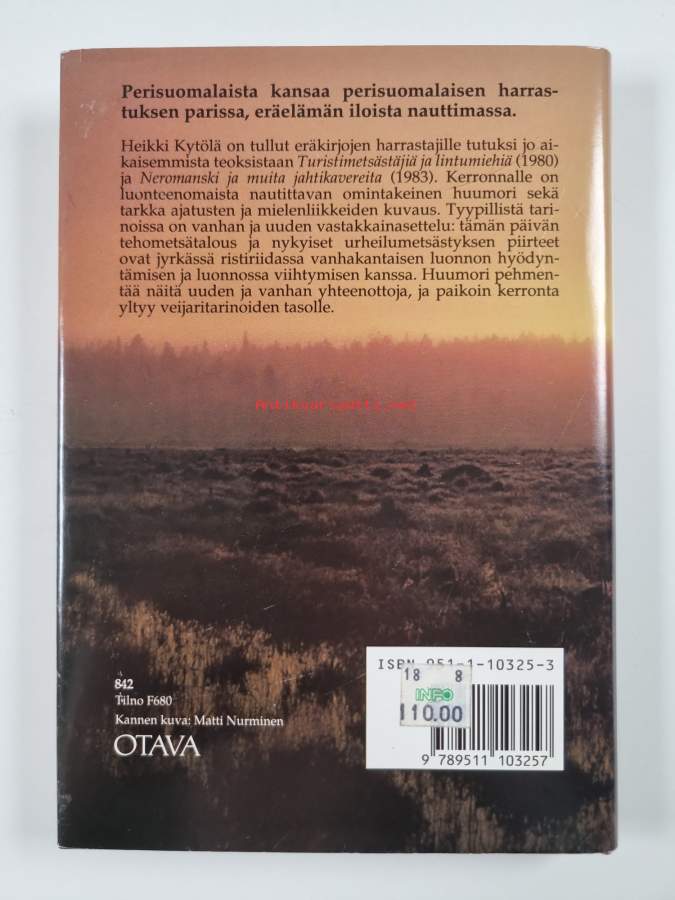 Perisuomalaista kansaa perisuomalaisen harras-
tuksen parissa, eräelämän iloista nauttimassa.
Heikki Kytölä on tullut eräkirjojen harrastajille tutuksi jo ai-
kaisemmista teoksistaan Turistimetsästäjiä ja lintumiehiä (1980)
ja Neromanski ja muita jahtikavereita (1983). Kerronnalle on
luonteenomaista nautittavan omintakeinen huumori sekä
tarkka ajatusten ja mielenliikkeiden kuvaus. Tyypillistä tari-
noissa on vanhan ja uuden vastakkainasettelu: tämän päivän
tehometsätalous ja nykyiset urheilumetsästyksen piirteet
ovat jyrkässä ristiriidassa vanhakantaisen luonnon hyödyn-
tämisen ja luonnossa viihtymisen kanssa. Huumori pehmen-
tää näitä uuden ja vanhan yhteenottoja, ja paikoin kerronta
yltyy veijaritarinoiden tasolle.
842
Tilno F680
Kannen kuva: Matti Nurminen
OTAVA
ISBN 951-1-10325-3
18 8
INFO
110.00
9 789511 103257